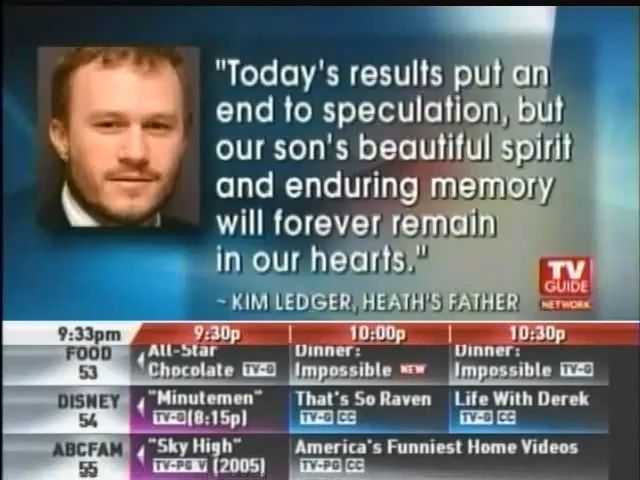 "Today's results put an
end to speculation, but
our son's beautiful spirit
and enduring memory
will forever remain
in our hearts."
~ KIM LEDGER, HEATH'S FATHER
TV
GUIDE
NETWORK
9:33pm 9:30p 10:00p 10:30p
FOOD All-Star Dinner: Dinner:
53 Chocolate TV-G Impossible NEW Impossible TV-G
DISNEY "Minutemen" That's So Raven Life With Derek
54 TV-G (8:15p) TV-G CC TV-G CC
ABCFAM "Sky High" America's Funniest Home Videos
55 TV-PG V (2005) TV-PG CC